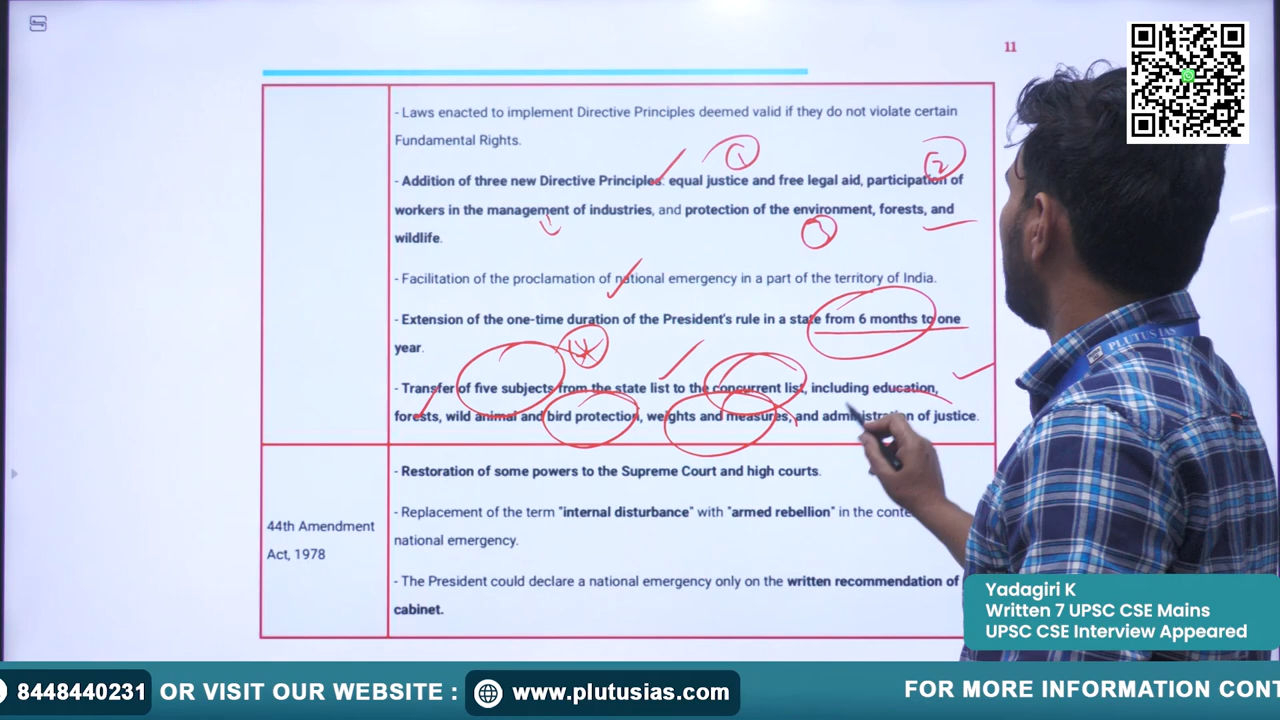 11
- Laws enacted to implement Directive Principles deemed valid if they do not violate certain
Fundamental Rights.
- Addition of three new Directive Principles: equal justice and free legal aid, participation of
workers in the management of industries, and protection of the environment, forests, and
wildlife.
1
2
3
- Facilitation of the proclamation of national emergency in a part of the territory of India.
- Extension of the one-time duration of the President's rule in a state from 6 months to one
year.
- Transfer of five subjects from the state list to the concurrent list, including education,
forests, wild animal and bird protection, weights and measures, and administration of justice.
44th Amendment
Act, 1978
- Restoration of some powers to the Supreme Court and high courts.
- Replacement of the term "internal disturbance" with "armed rebellion" in the conte
national emergency.
- The President could declare a national emergency only on the written recommendation of
cabinet.
PLUTUS IAS
Yadagiri K
Written 7 UPSC CSE Mains
UPSC CSE Interview Appeared
8448440231 OR VISIT OUR WEBSITE : www.plutusias.com FOR MORE INFORMATION CONT